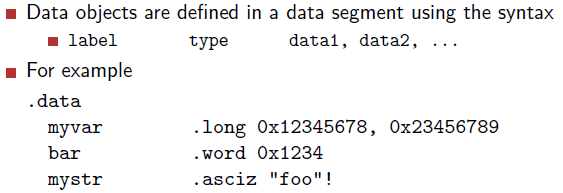 Data objects are defined in a data segment using the syntax
label type data1, data2, ...
For example
.data
myvar .long 0x12345678, 0x23456789
bar .word 0x1234
mystr .asciz "foo"!